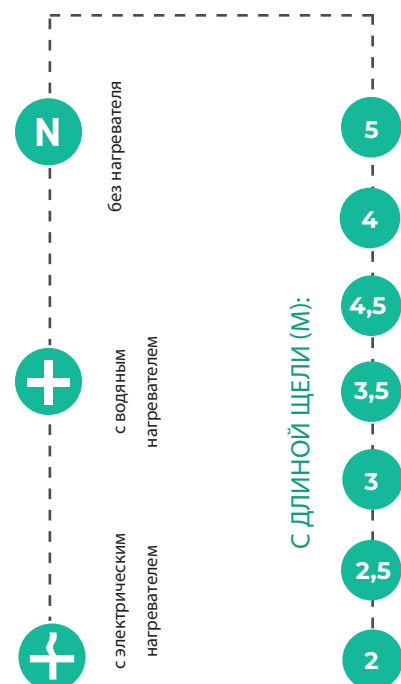 N
без нагревателя
с водяным
нагревателем
с электрическим
нагревателем
С ДЛИНОЙ ЩЕЛИ (М):
5
4
4,5
3,5
3
2,5
2